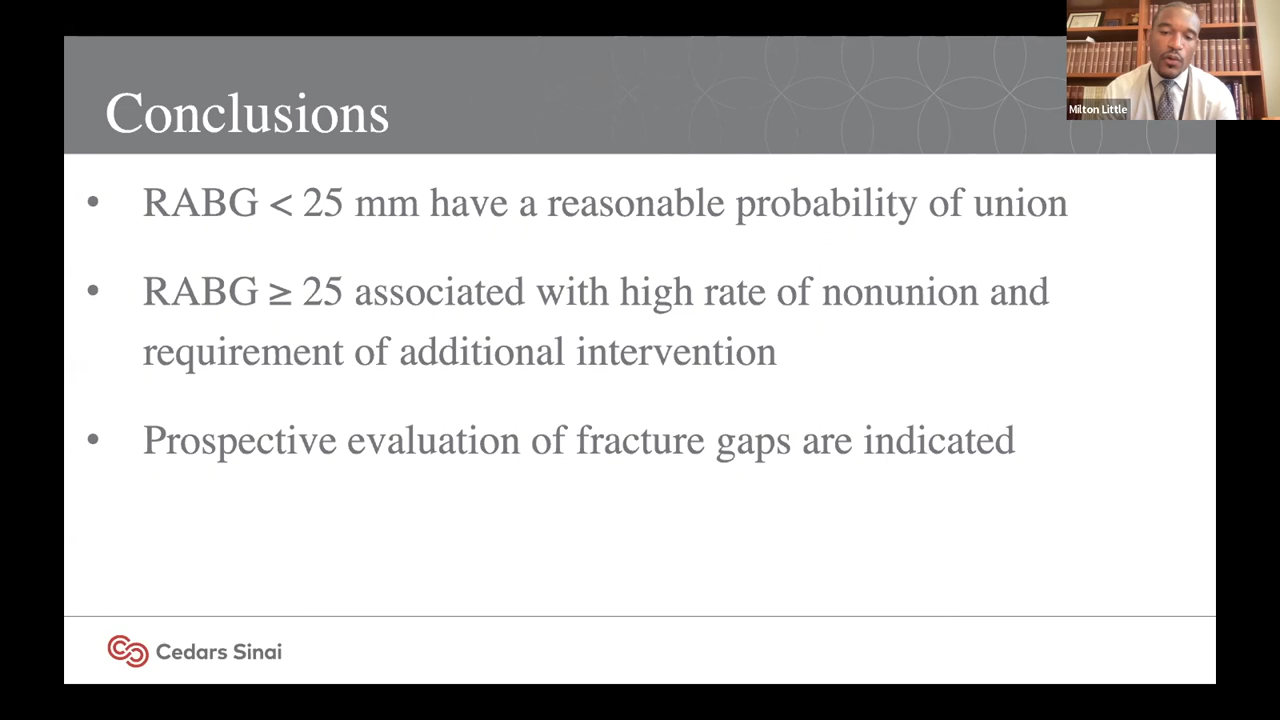 Conclusions
• RABG < 25 mm have a reasonable probability of union
• RABG ≥ 25 associated with high rate of nonunion and
requirement of additional intervention
• Prospective evaluation of fracture gaps are indicated
Cedars Sinai
Milton Little